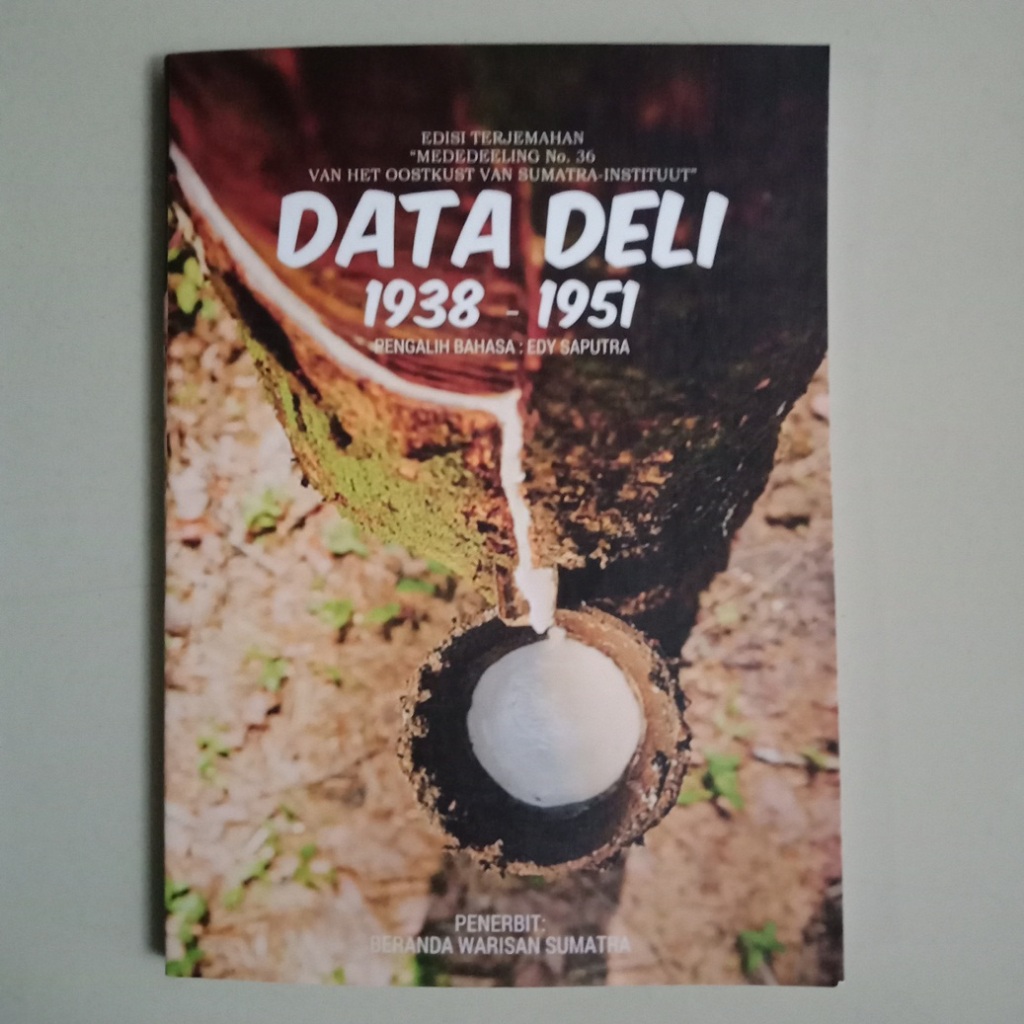 EDISI TERJEMAHAN
"MEDEDEELING No. 36
VAN HET OOSTKUST VAN SUMATRA-INSTITUUT"
DATA DELI
1938 - 1951
PENGALIH BAHASA : EDY SAPUTRA
PENERBIT:
BERANDA WARISAN SUMATRA